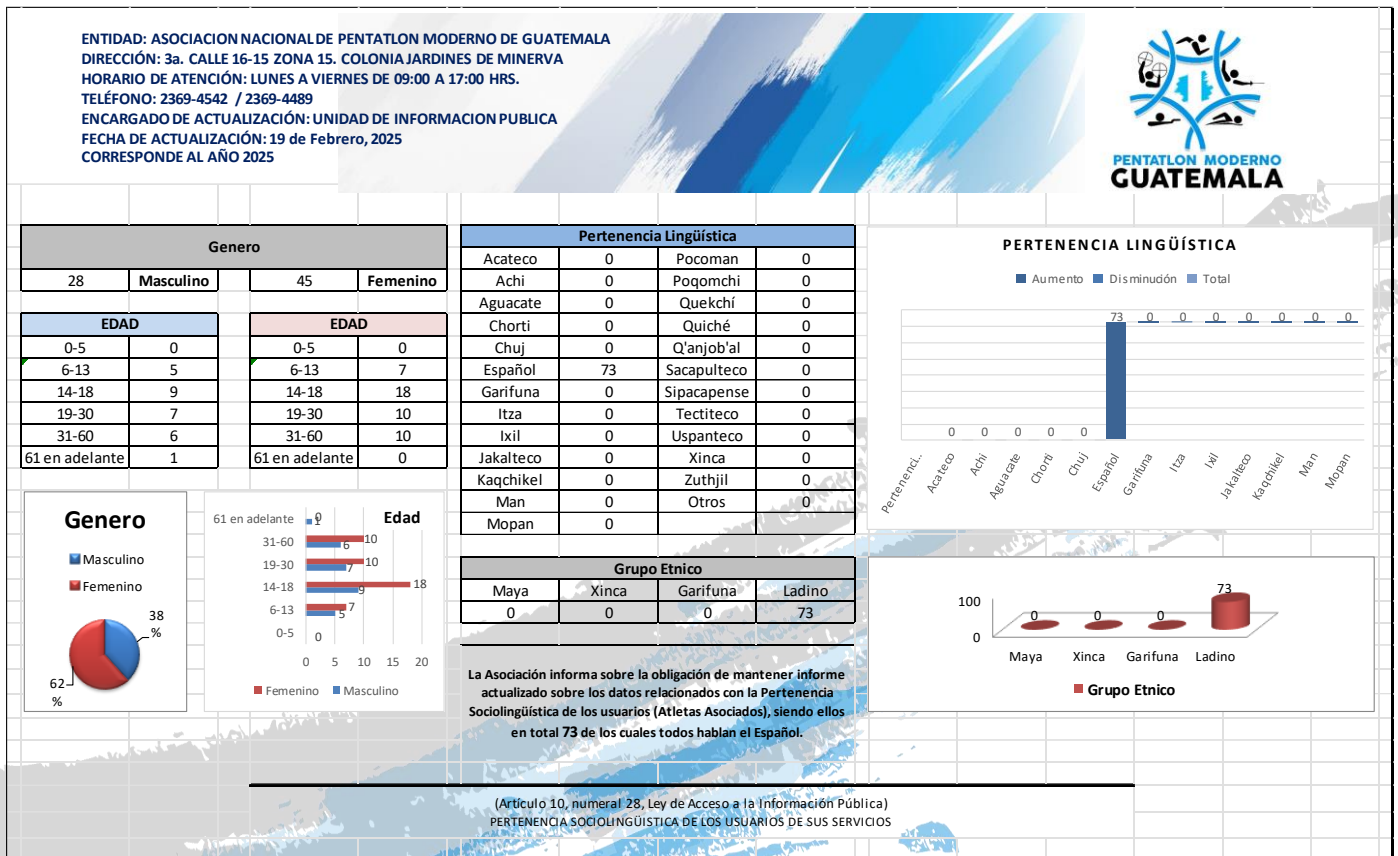 ENTIDAD: ASOCIACION NACIONAL DE PENTATLON MODERNO DE GUATEMALA
DIRECCIÓN: 3a. CALLE 16-15 ZONA 15. COLONIA JARDINES DE MINERVA
HORARIO DE ATENCIÓN: LUNES A VIERNES DE 09:00 A 17:00 HRS.
TELÉFONO: 2369-4542 / 2369-4489
ENCARGADO DE ACTUALIZACIÓN: UNIDAD DE INFORMACION PUBLICA
FECHA DE ACTUALIZACIÓN: 19 de Febrero, 2025
CORRESPONDE AL AÑO 2025
PENTATLON MODERNO
GUATEMALA
Genero
28 Masculino 45 Femenino
EDAD EDAD
0-5 0 0-5 0
6-13 5 6-13 7
14-18 9 14-18 18
19-30 7 19-30 10
31-60 6 31-60 10
61 en adelante 1 61 en adelante 0
Genero
Masculino
Femenino
38
%
62
%
Edad
61 en adelante 0 1
31-60 10 6
19-30 10 7
14-18 18 9
6-13 7 5
0-5 0
0 5 10 15 20
Femenino Masculino
Pertenencia Lingüística
Acateco 0 Pocoman 0
Achi 0 Poqomchi 0
Aguacate 0 Quekchí 0
Chorti 0 Quiché 0
Chuj 0 Q'anjob'al 0
Español 73 Sacapulteco 0
Garifuna 0 Sipacapense 0
Itza 0 Tectiteco 0
Ixil 0 Uspanteco 0
Jakalteco 0 Xinca 0
Kaqchikel 0 Zuthjil 0
Man 0 Otros 0
Mopan 0
Grupo Etnico
Maya Xinca Garifuna Ladino
0 0 0 73
La Asociación informa sobre la obligación de mantener informe
actualizado sobre los datos relacionados con la Pertenencia
Sociolingüística de los usuarios (Atletas Asociados), siendo ellos
en total 73 de los cuales todos hablan el Español.
PERTENENCIA LINGÜÍSTICA
Aumento Disminución Total
73 0 0 0 0 0 0 0
0 0 0 0 0
Pertenenci... Acateco Achi Aguacate Chorti Chuj Español Garifuna Itza Ixil Jakalteco Kaqchikel Man Mopan
100
0
0 0 0 73
Maya Xinca Garifuna Ladino
Grupo Etnico
(Artículo 10, numeral 28, Ley de Acceso a la Información Pública)
PERTENENCIA SOCIOLINGÜISTICA DE LOS USUARIOS DE SUS SERVICIOS